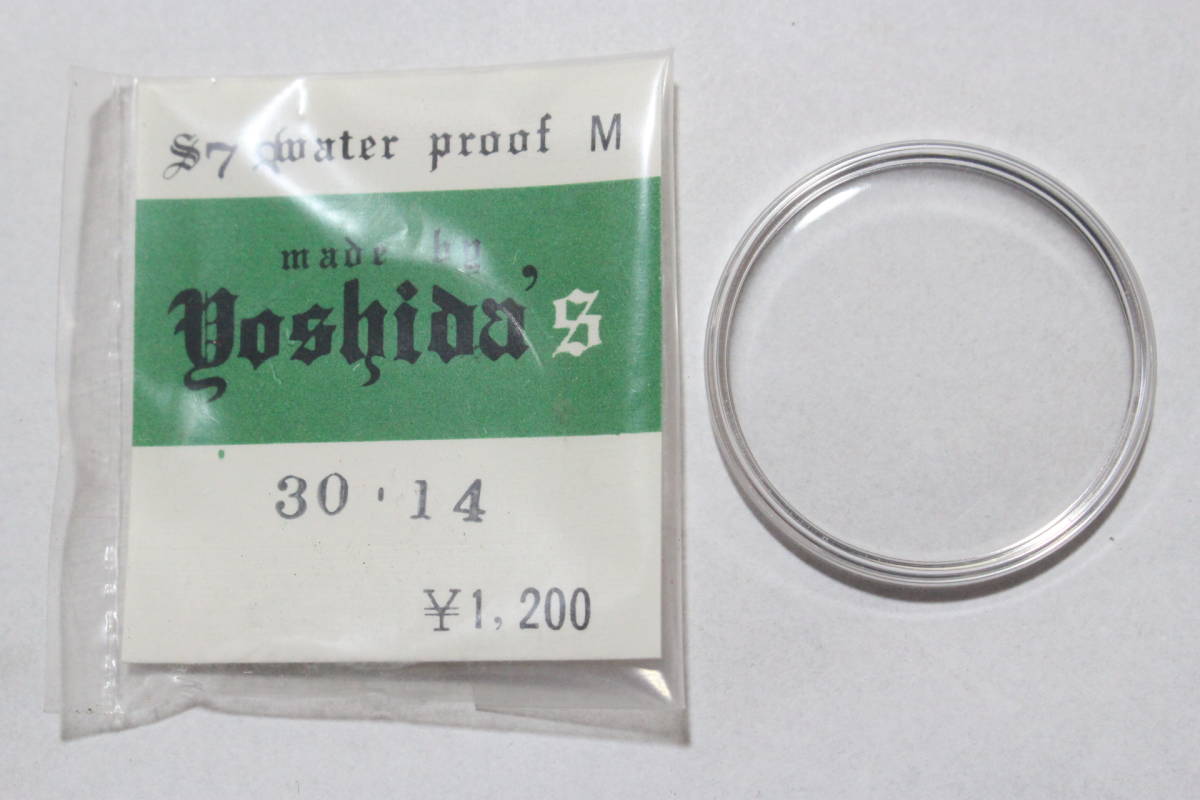 S7 water proof M
made by
Yoshida's
30・14
¥1,200